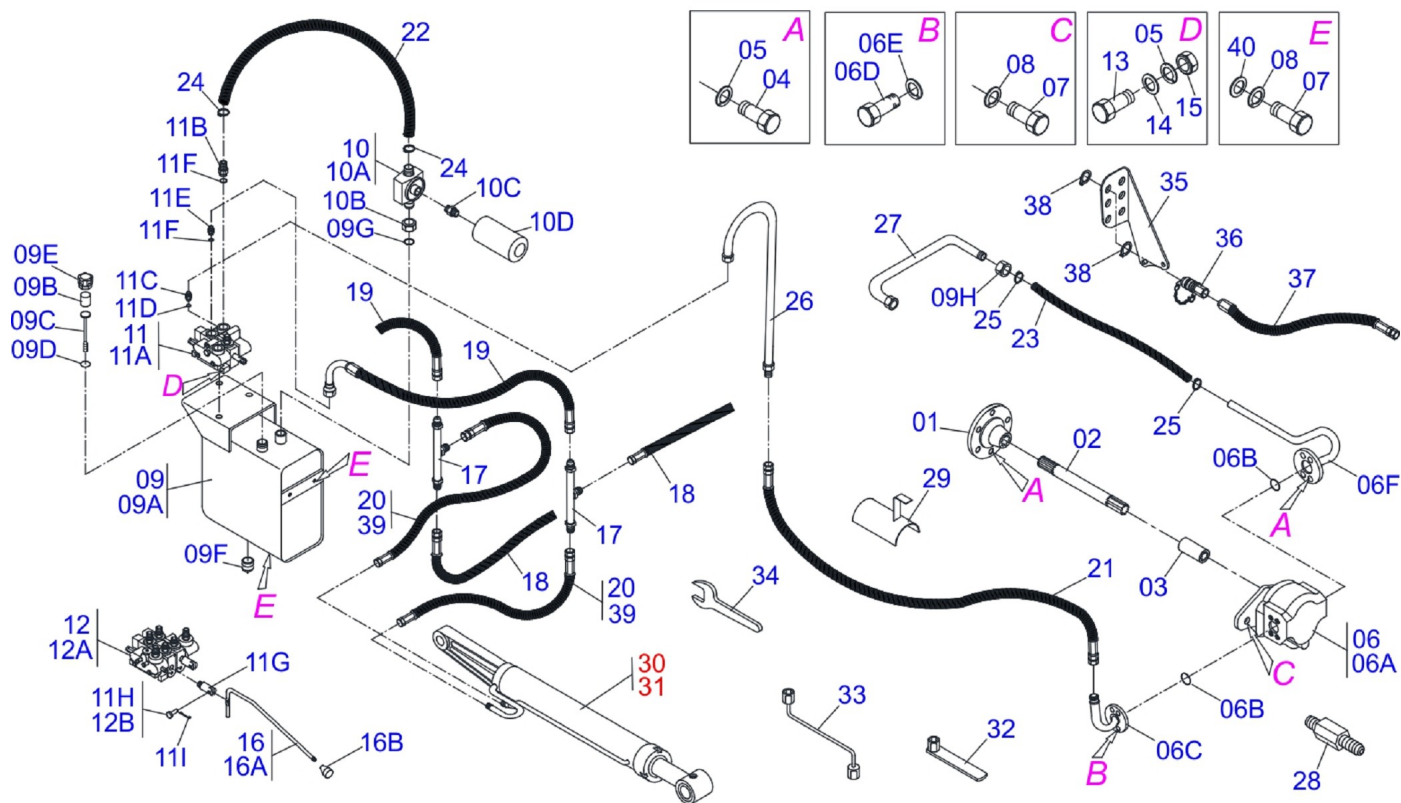 A
05
04
B
06E
06D
C
08
07
D
05
13
14
15
E
40
08
07
22
24
11B
11F
11E
11F
10
10A
24
10C
10B
09G
10D
09E
09B
09C
09D
11C
11D
11
11A
D
19
19
26
27
09H
25
23
38
35
38
36
37
25
01
A
02
06B
06F
A
09
09A
E
17
20
39
18
17
18
29
03
09F
E
20
39
34
21
06
06A
C
12
12A
11G
11H
12B
11I
16
16A
16B
30
31
33
32
06B
06C
B
28